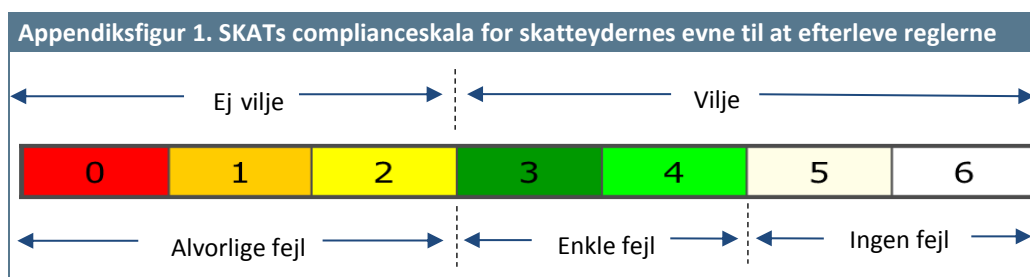 Appendiksfigur 1. SKATs complianceskala for skatteydernes evne til at efterleve reglerne
Ej vilje Vilje
0 1 2 3 4 5 6
Alvorlige fejl Enkle fejl Ingen fejl